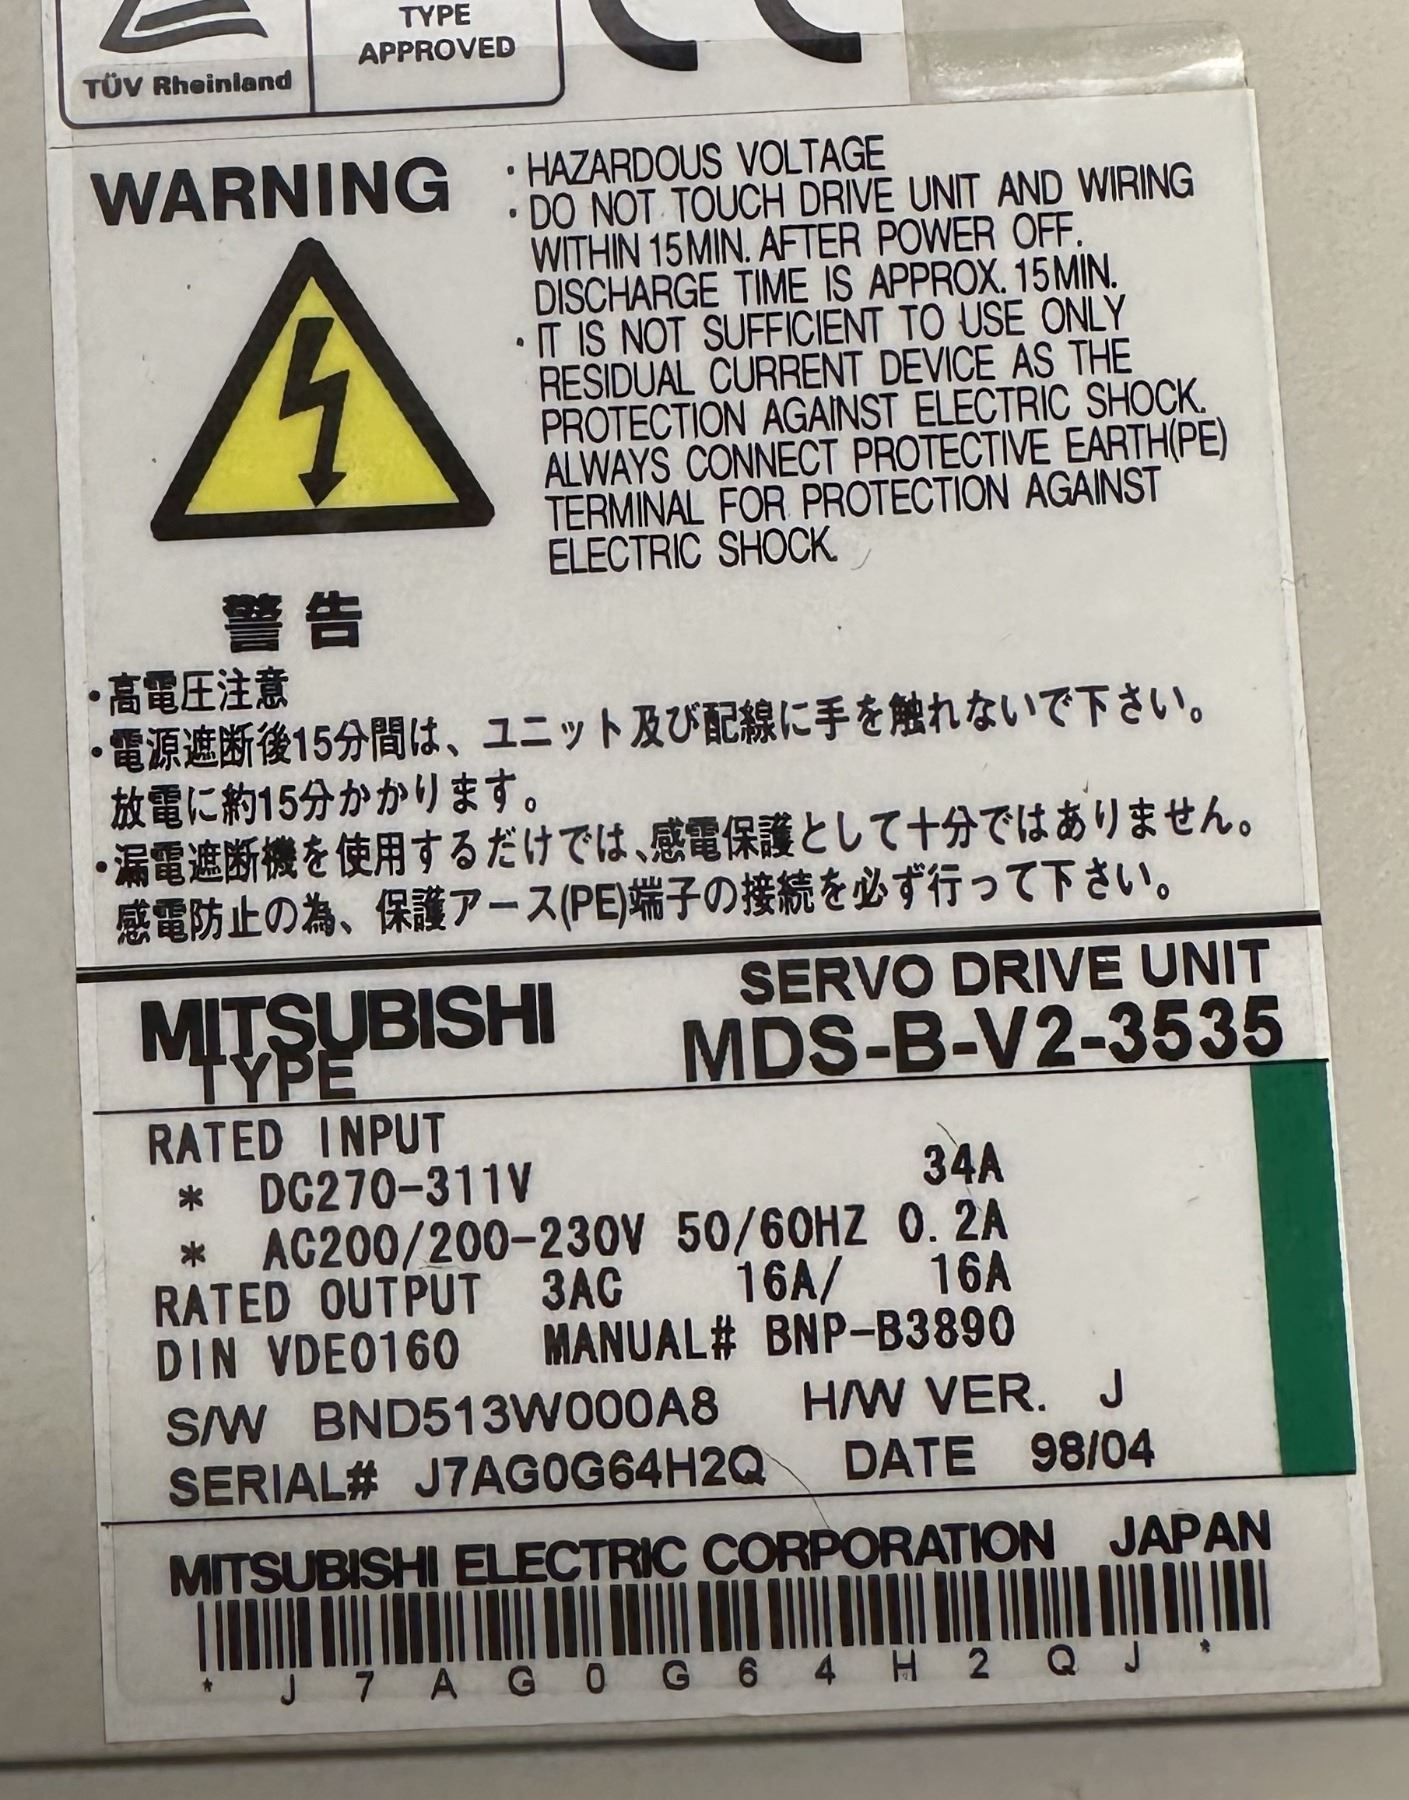 TYPE
APPROVED
TÜV Rheinland
CE
WARNING
・HAZARDOUS VOLTAGE
・DO NOT TOUCH DRIVE UNIT AND WIRING
WITHIN 15MIN. AFTER POWER OFF.
DISCHARGE TIME IS APPROX. 15MIN.
・IT IS NOT SUFFICIENT TO USE ONLY
RESIDUAL CURRENT DEVICE AS THE
PROTECTION AGAINST ELECTRIC SHOCK.
ALWAYS CONNECT PROTECTIVE EARTH(PE)
TERMINAL FOR PROTECTION AGAINST
ELECTRIC SHOCK.
警告
・高電圧注意
・電源遮断後15分間は、ユニット及び配線に手を触れないで下さい。
放電に約15分かかります。
・漏電遮断機を使用するだけでは、感電保護として十分ではありません。
感電防止の為、保護アース(PE)端子の接続を必ず行って下さい。
MITSUBISHI SERVO DRIVE UNIT
TYPE MDS-B-V2-3535
RATED INPUT
* DC270-311V 34A
* AC200/200-230V 50/60HZ 0.2A
RATED OUTPUT 3AC 16A/ 16A
DIN VDE0160 MANUAL# BNP-B3890
S/W BND513W000A8 H/W VER. J
SERIAL# J7AG0G64H2Q DATE 98/04
MITSUBISHI ELECTRIC CORPORATION JAPAN
* J 7 A G 0 G 6 4 H 2 Q J *